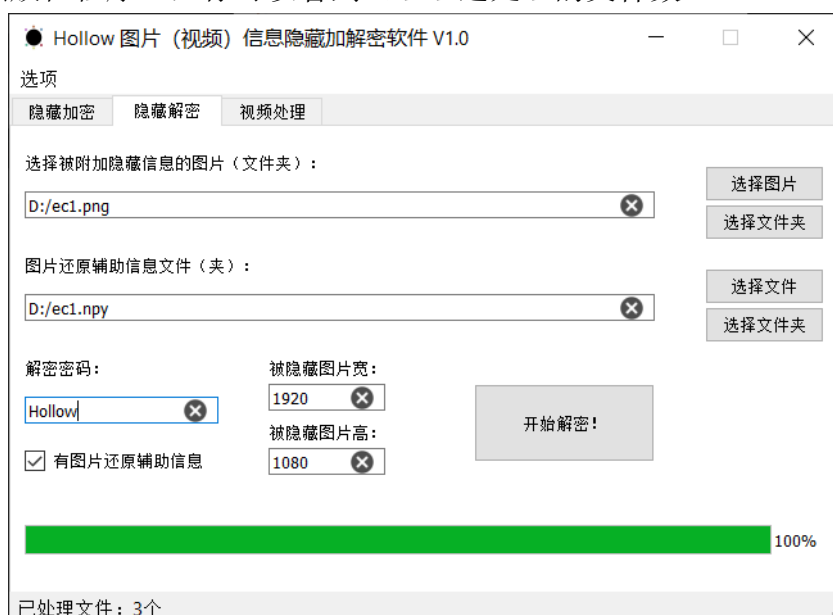 Hollow 图片（视频）信息隐藏加解密软件 V1.0
选项
隐藏加密 隐藏解密 视频处理
选择被附加隐藏信息的图片（文件夹）：
选择图片
D:/ec1.png
选择文件夹
图片还原辅助信息文件（夹）：
选择文件
D:/ec1.npy
选择文件夹
解密密码： 被隐藏图片宽：
Hollow 1920
开始解密！
被隐藏图片高：
有图片还原辅助信息 1080
100%
已处理文件：3个